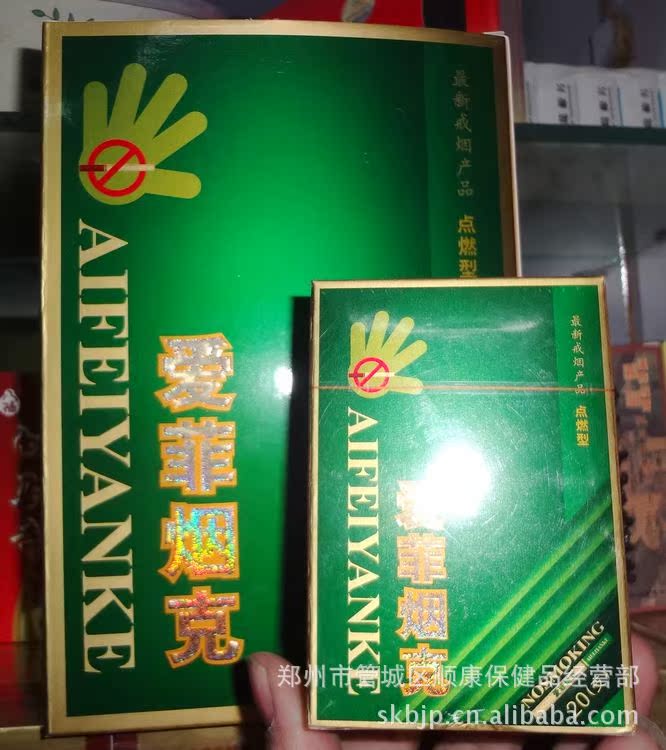 最新戒烟产品 点燃型
AIFEIYANKE
爱菲烟克
最新戒烟产品 点燃型
AIFEIYANKE
爱菲烟克
NO SMOKING
郑州市管城区顺康保健品经营部
skbjp.cn.alibaba.com